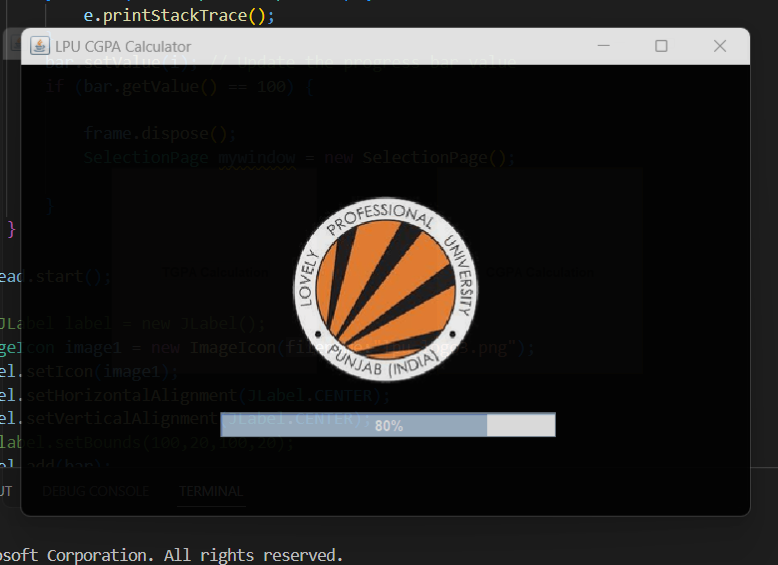 e.printStackTrace();
LPU CGPA Calculator
bar.setValue(i); // Update the progress bar value
if (bar.getValue() == 100) {
frame.dispose();
SelectionPage mywindow = new SelectionPage();
}
}
ead.start();
JLabel label = new JLabel();
geIcon image1 = new ImageIcon(
.png");
el.setIcon(image1);
el.setHorizontalAlignment(JLabel.CENTER);
el.setVerticalAlignment(JLabel.CENTER);
label.setBounds(100,20,100,20);
el.add(bar);
LOVELY PROFESSIONAL UNIVERSITY
PUNJAB (INDIA)
80%
UT DEBUG CONSOLE TERMINAL
osoft Corporation. All rights reserved.